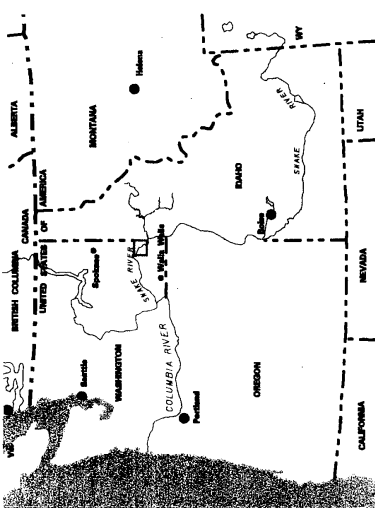 ALBERTA
BRITISH COLUMBIA
CANADA
UNITED STATES OF AMERICA
MONTANA
Helena
WY
Spokane
Seattle
WASHINGTON
SNAKE RIVER
Walla Walla
COLUMBIA RIVER
Portland
IDAHO
Boise
SNAKE
RIVER
OREGON
CALIFORNIA
NEVADA
UTAH